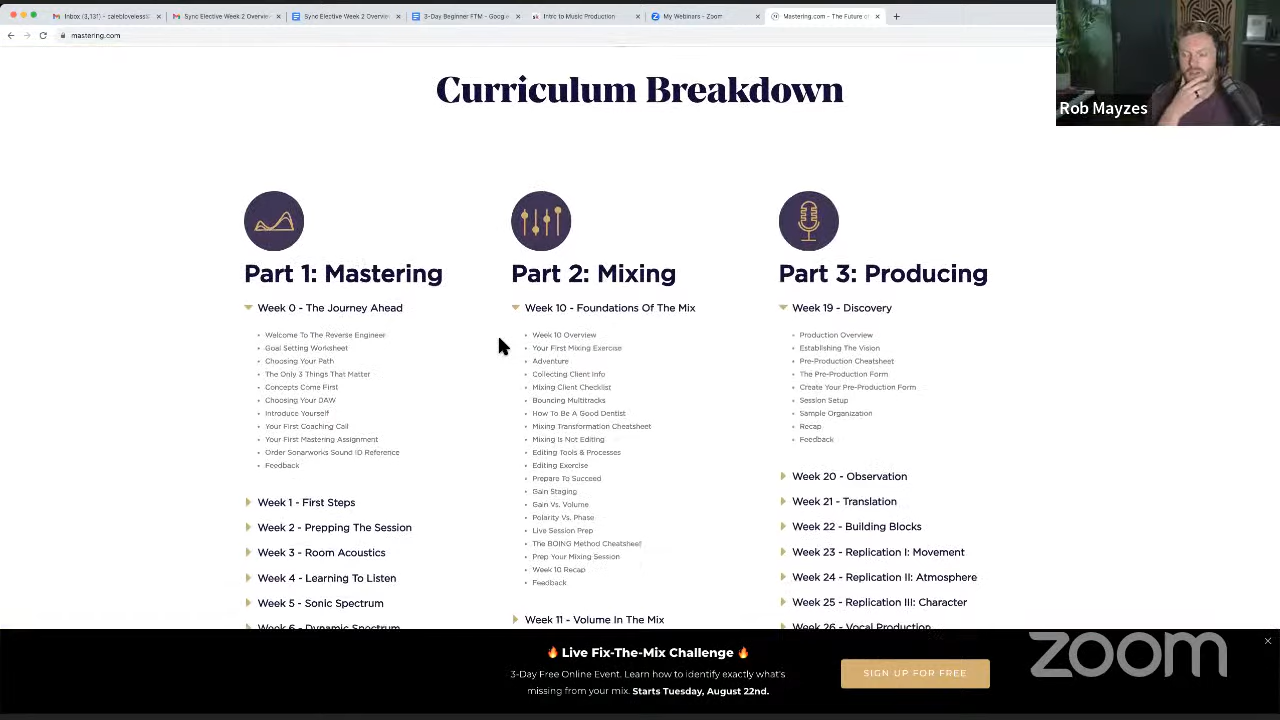 Inbox (3,131) - calebloveless@
Sync Elective Week 2 Overvie
Sync Elective Week 2 Overvie
3-Day Beginner FTM - Google
Intro to Music Production
My Webinars - Zoom
Mastering.com - The Future o
mastering.com
Rob Mayzes
Curriculum Breakdown
Part 1: Mastering
Week 0 - The Journey Ahead
Welcome To The Reverse Engineer
Goal Setting Worksheet
Choosing Your Path
The Only 3 Things That Matter
Concepts Come First
Choosing Your DAW
Introduce Yourself
Your First Coaching Call
Your First Mastering Assignment
Order Sonarworks Sound ID Reference
Feedback
Week 1 - First Steps
Week 2 - Prepping The Session
Week 3 - Room Acoustics
Week 4 - Learning To Listen
Week 5 - Sonic Spectrum
Week 6 - Dynamic Spectrum
Part 2: Mixing
Week 10 - Foundations Of The Mix
Week 10 Overview
Your First Mixing Exercise
Adventure
Collecting Client Info
Mixing Client Checklist
Bouncing Multitracks
How To Be A Good Dentist
Mixing Transformation Cheatsheet
Mixing Is Not Editing
Editing Tools & Processes
Editing Exercise
Prepare To Succeed
Gain Staging
Gain Vs. Volume
Polarity Vs. Phase
Live Session Prep
The BOING Method Cheatsheet
Prep Your Mixing Session
Week 10 Recap
Feedback
Week 11 - Volume In The Mix
Part 3: Producing
Week 19 - Discovery
Production Overview
Establishing The Vision
Pre-Production Cheatsheet
The Pre-Production Form
Create Your Pre-Production Form
Session Setup
Sample Organization
Recap
Feedback
Week 20 - Observation
Week 21 - Translation
Week 22 - Building Blocks
Week 23 - Replication I: Movement
Week 24 - Replication II: Atmosphere
Week 25 - Replication III: Character
Week 26 - Vocal Production
🔥 Live Fix-The-Mix Challenge 🔥
3-Day Free Online Event. Learn how to identify exactly what's
missing from your mix. Starts Tuesday, August 22nd.
SIGN UP FOR FREE
zoom